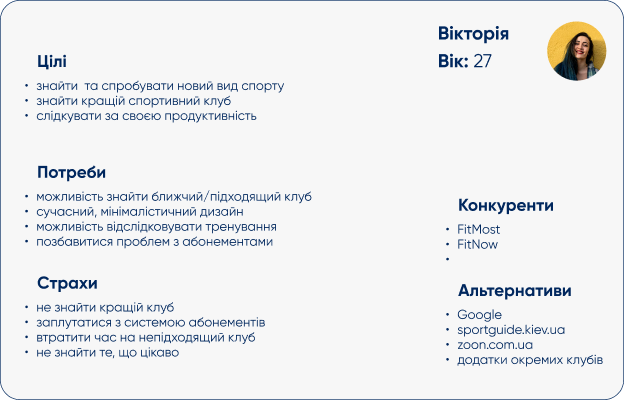 Вікторія
Вік: 27
Цілі
• знайти та спробувати новий вид спорту
• знайти кращій спортивний клуб
• слідкувати за своєю продуктивність
Потреби
• можливість знайти ближчий/підходящий клуб
• сучасний, мінімалістичний дизайн
• можливість відслідковувати тренування
• позбавитися проблем з абонементами
Страхи
• не знайти кращій клуб
• заплутатися з системою абонементів
• втратити час на непідходящий клуб
• не знайти те, що цікаво
Конкуренти
• FitMost
• FitNow
•
Альтернативи
• Google
• sportguide.kiev.ua
• zoon.com.ua
• додатки окремих клубів